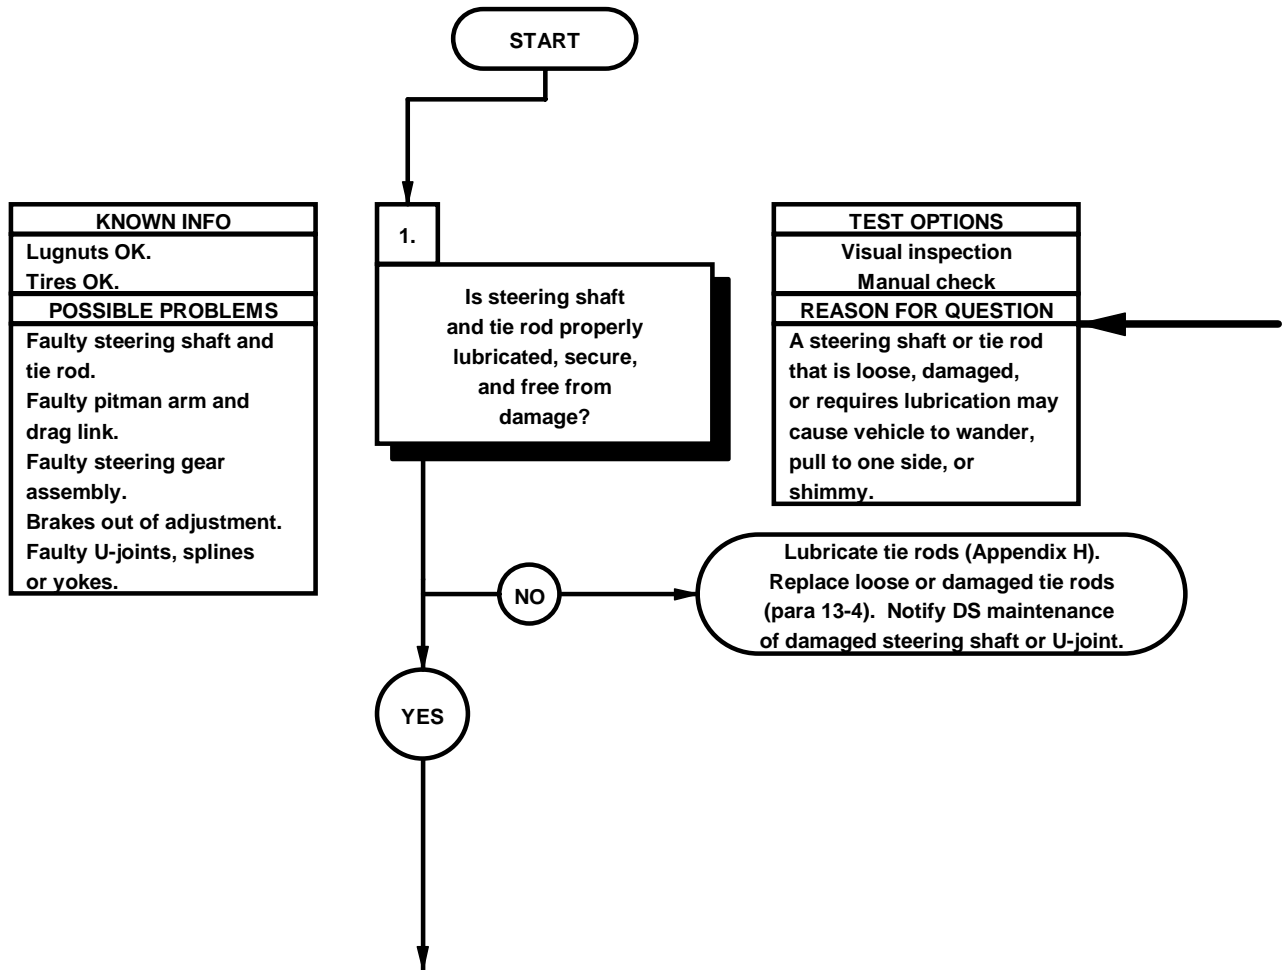 START
KNOWN INFO
Lugnuts OK.
Tires OK.
POSSIBLE PROBLEMS
Faulty steering shaft and
tie rod.
Faulty pitman arm and
drag link.
Faulty steering gear
assembly.
Brakes out of adjustment.
Faulty U-joints, splines
or yokes.
1.
Is steering shaft
and tie rod properly
lubricated, secure,
and free from
damage?
TEST OPTIONS
Visual inspection
Manual check
REASON FOR QUESTION
A steering shaft or tie rod
that is loose, damaged,
or requires lubrication may
cause vehicle to wander,
pull to one side, or
shimmy.
NO
Lubricate tie rods (Appendix H).
Replace loose or damaged tie rods
(para 13-4).  Notify DS maintenance
of damaged steering shaft or U-joint.
YES